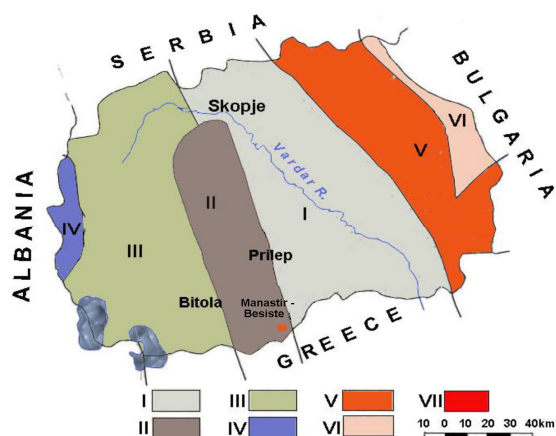 SERBIA
BULGARIA
ALBANIA
GREECE
Skopje
Vardar R.
VI
V
II
I
IV
III
Prilep
Bitola
Manastir -
Besiste
I III V VII
II IV VI 10 0 10 20 30 40km